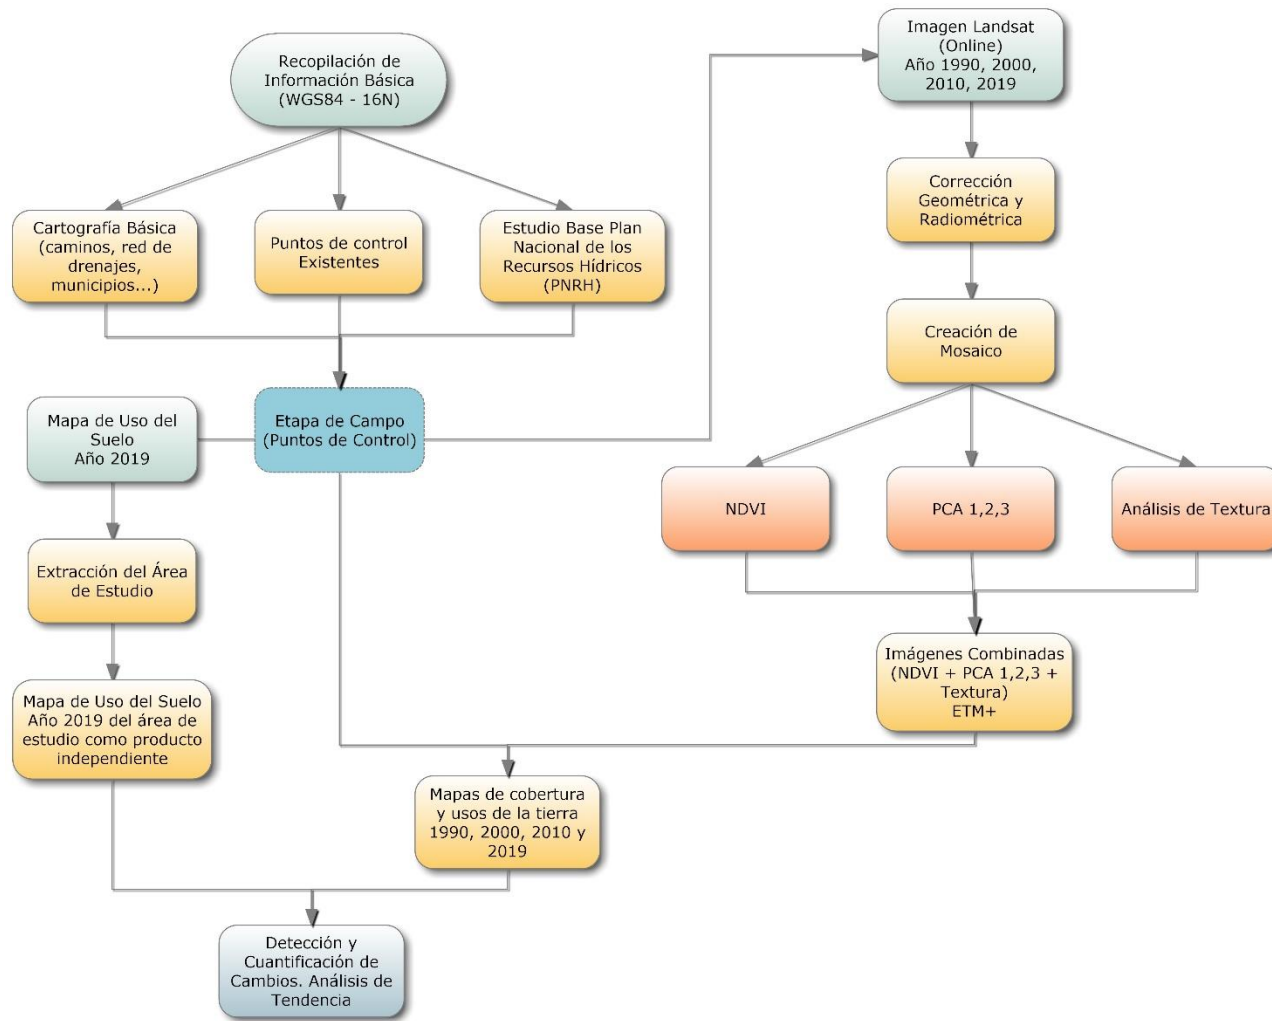 Recopilación de
Información Básica
(WGS84 - 16N)
Imagen Landsat
(Online)
Año 1990, 2000,
2010, 2019
Corrección
Geométrica y
Radiométrica
Cartografía Básica
(caminos, red de
drenajes,
municipios...)
Puntos de control
Existentes
Estudio Base Plan
Nacional de los
Recursos Hídricos
(PNRH)
Creación de
Mosaico
Mapa de Uso del
Suelo
Año 2019
Etapa de Campo
(Puntos de Control)
NDVI
PCA 1,2,3
Análisis de Textura
Extracción del Área
de Estudio
Imágenes Combinadas
(NDVI + PCA 1,2,3 +
Textura)
ETM+
Mapa de Uso del Suelo
Año 2019 del área de
estudio como producto
independiente
Mapas de cobertura
y usos de la tierra
1990, 2000, 2010 y
2019
Detección y
Cuantificación de
Cambios. Análisis de
Tendencia